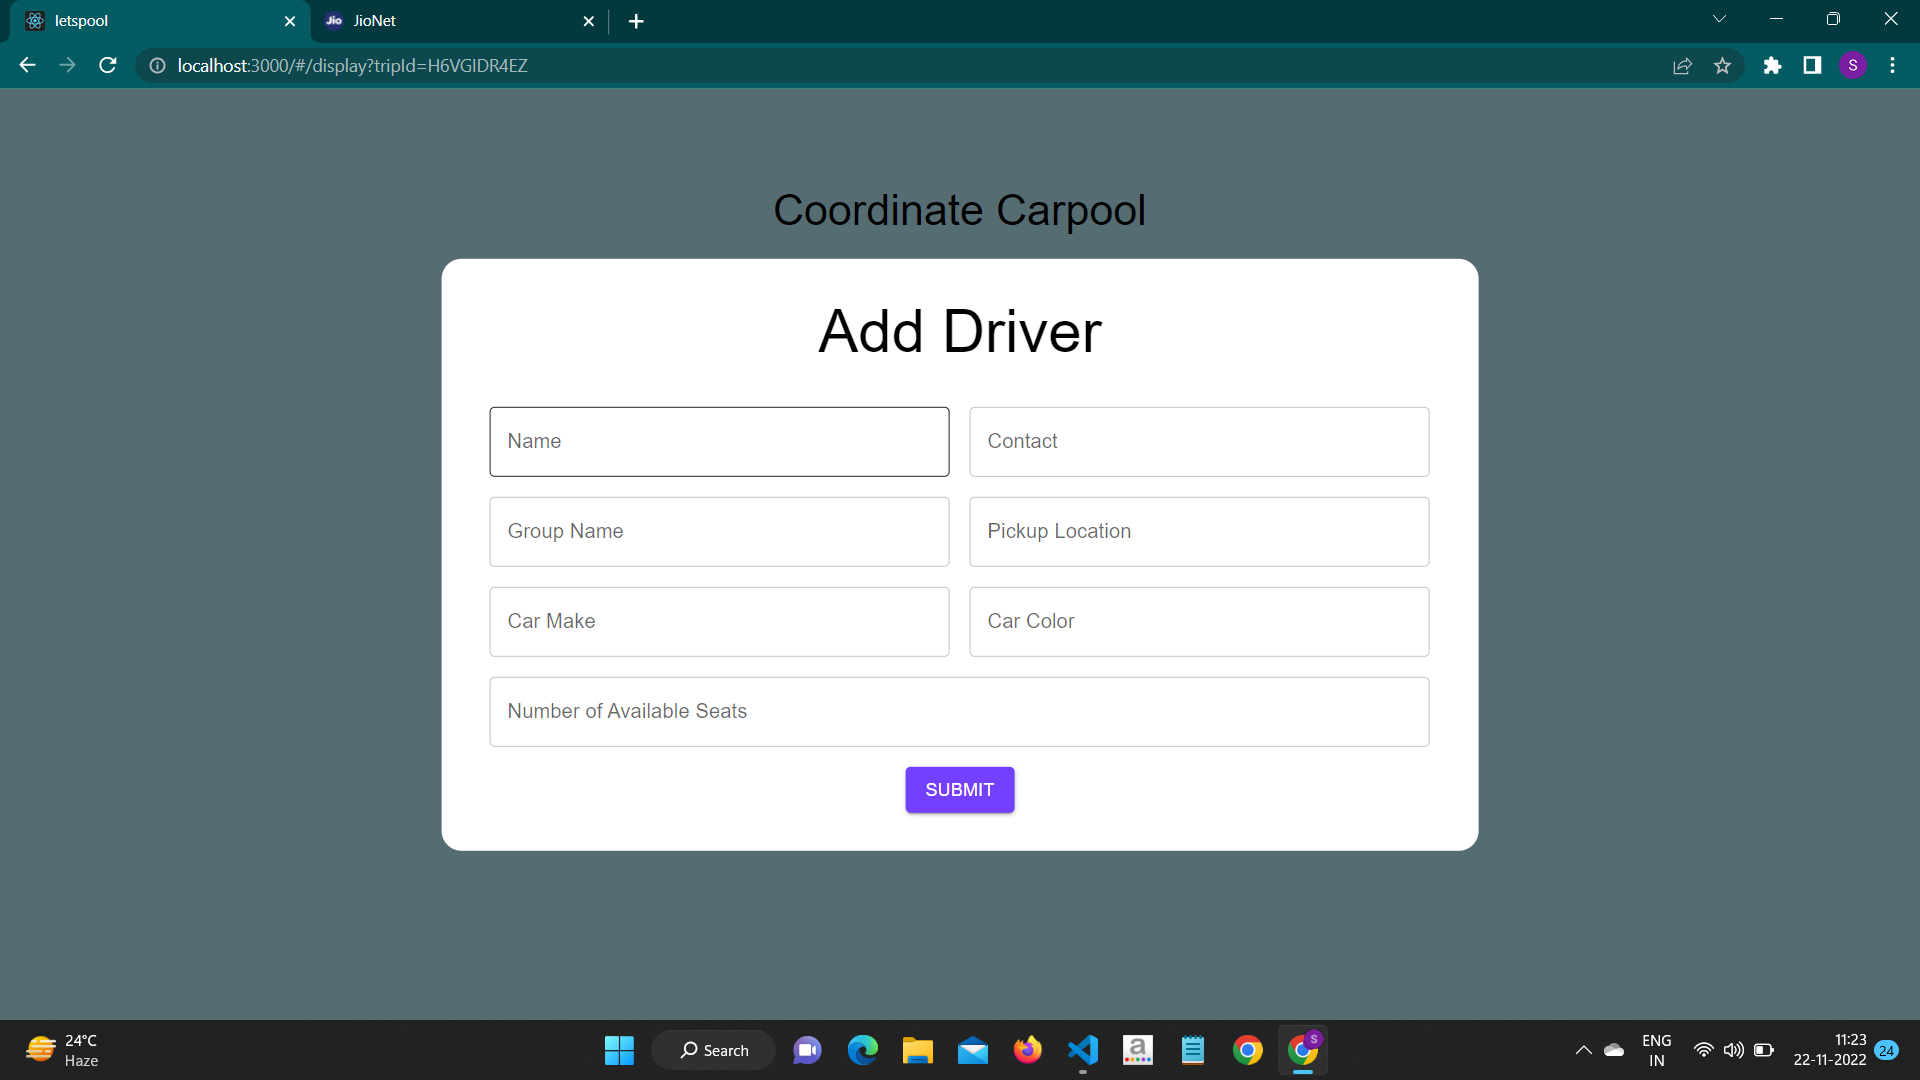 letspool
JioNet
localhost:3000/#/display?tripId=H6VGIDR4EZ
S
Coordinate Carpool
Add Driver
Name
Contact
Group Name
Pickup Location
Car Make
Car Color
Number of Available Seats
SUBMIT
24°C
Haze
Search
a
S
ENG
IN
11:23
22-11-2022
24